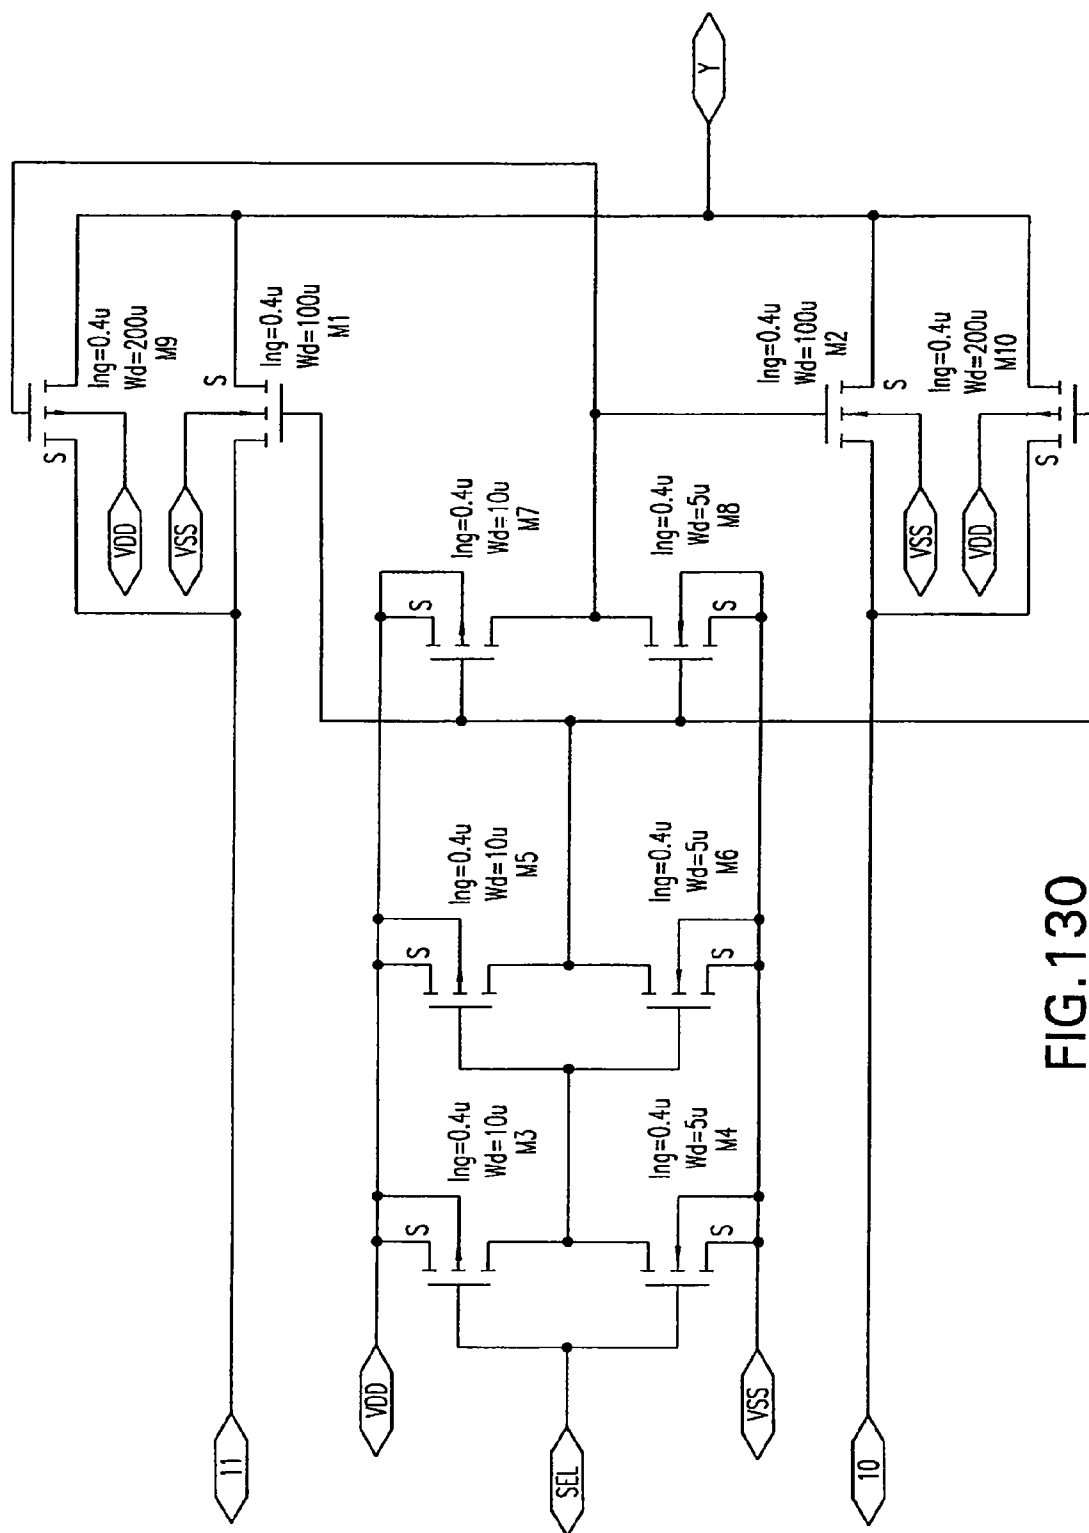 lng=0.4u
Wd=200u
M9
S
VDD
VSS
S
11
lng=0.4u
Wd=100u
M1
VDD
S
lng=0.4u
Wd=10u
M3
S
lng=0.4u
Wd=10u
M5
S
lng=0.4u
Wd=10u
M7
SEL
lng=0.4u
Wd=5u
M4
S
lng=0.4u
Wd=5u
M6
S
lng=0.4u
Wd=5u
M8
S
Y
VSS
lng=0.4u
Wd=100u
M2
S
10
VSS
VDD
lng=0.4u
Wd=200u
M10
S
FIG.130